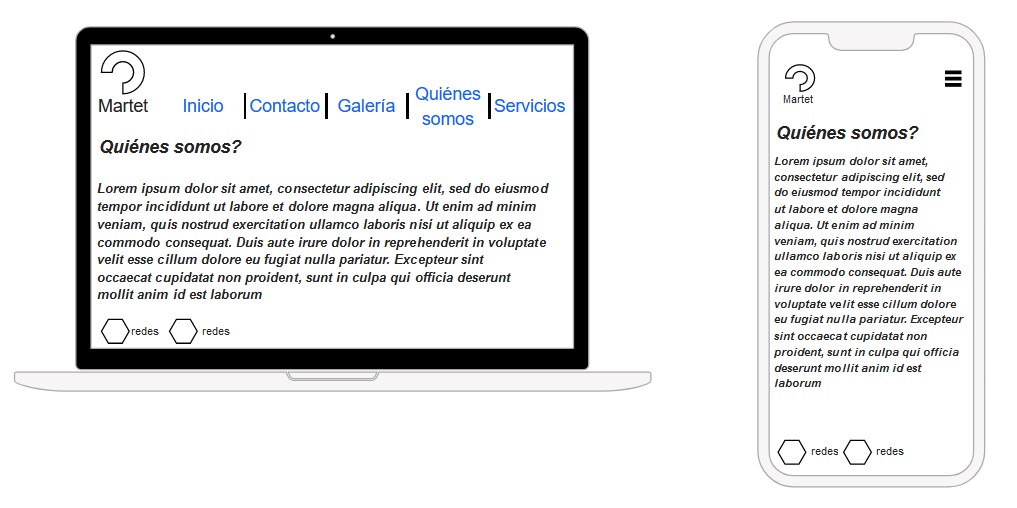 Martet
Inicio
Contacto
Galería
Quiénes
somos
Servicios
Quiénes somos?
Lorem ipsum dolor sit amet, consectetur adipiscing elit, sed do eiusmod
tempor incididunt ut labore et dolore magna aliqua. Ut enim ad minim
veniam, quis nostrud exercitation ullamco laboris nisi ut aliquip ex ea
commodo consequat. Duis aute irure dolor in reprehenderit in voluptate
velit esse cillum dolore eu fugiat nulla pariatur. Excepteur sint
occaecat cupidatat non proident, sunt in culpa qui officia deserunt
mollit anim id est laborum
redes
redes
Martet
Quiénes somos?
Lorem ipsum dolor sit amet,
consectetur adipiscing elit, sed
do eiusmod tempor incididunt
ut labore et dolore magna
aliqua. Ut enim ad minim
veniam, quis nostrud exercitation
ullamco laboris nisi ut aliquip ex
ea commodo consequat. Duis aute
irure dolor in reprehenderit in
voluptate velit esse cillum dolore
eu fugiat nulla pariatur. Excepteur
sint occaecat cupidatat non
proident, sunt in culpa qui officia
deserunt mollit anim id est
laborum
redes
redes